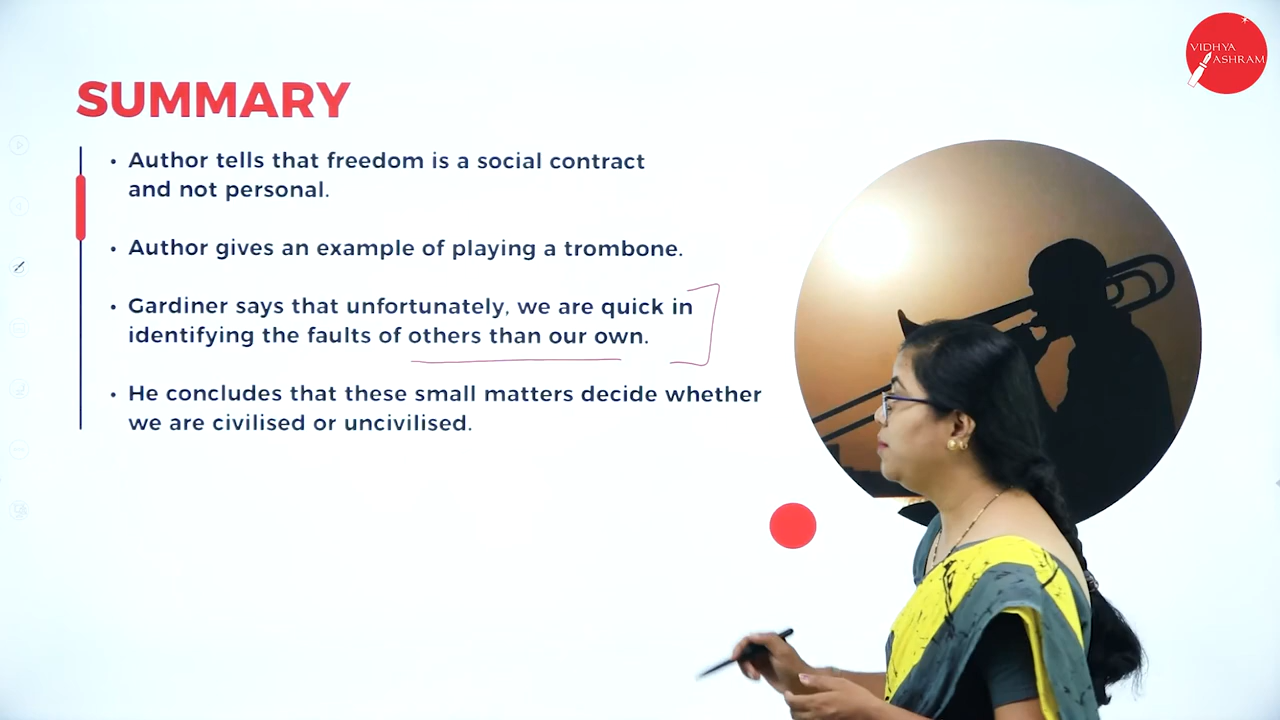 VIDHYA
ASHRAM
SUMMARY
• Author tells that freedom is a social contract
and not personal.
• Author gives an example of playing a trombone.
• Gardiner says that unfortunately, we are quick in
identifying the faults of others than our own.
• He concludes that these small matters decide whether
we are civilised or uncivilised.